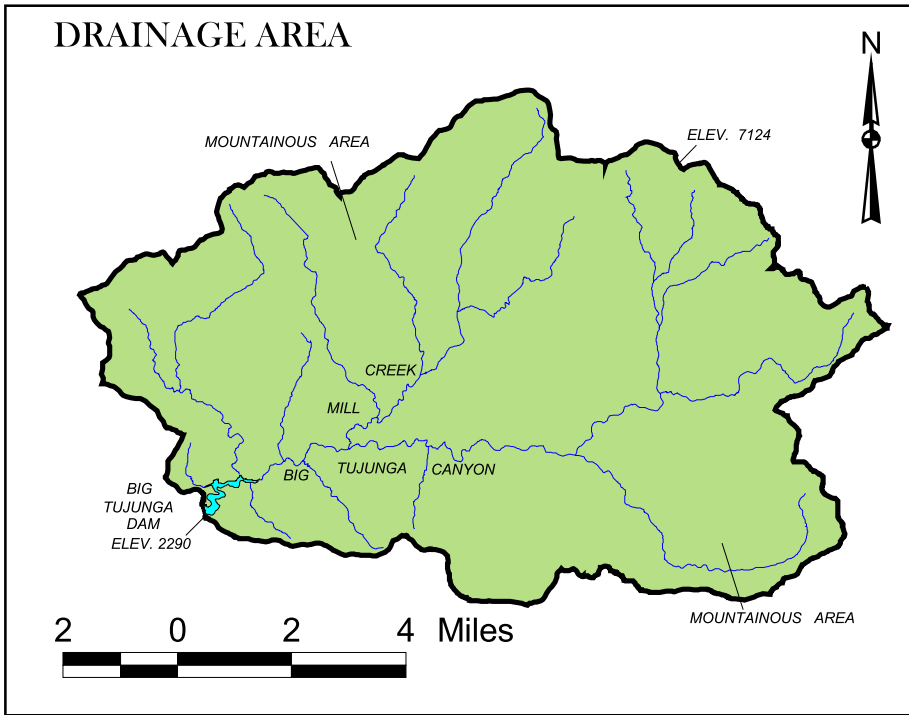 DRAINAGE AREA
N
MOUNTAINOUS AREA
ELEV. 7124
CREEK
MILL
BIG
TUJUNGA
CANYON
BIG
TUJUNGA
DAM
ELEV. 2290
MOUNTAINOUS AREA
2 0 2 4 Miles